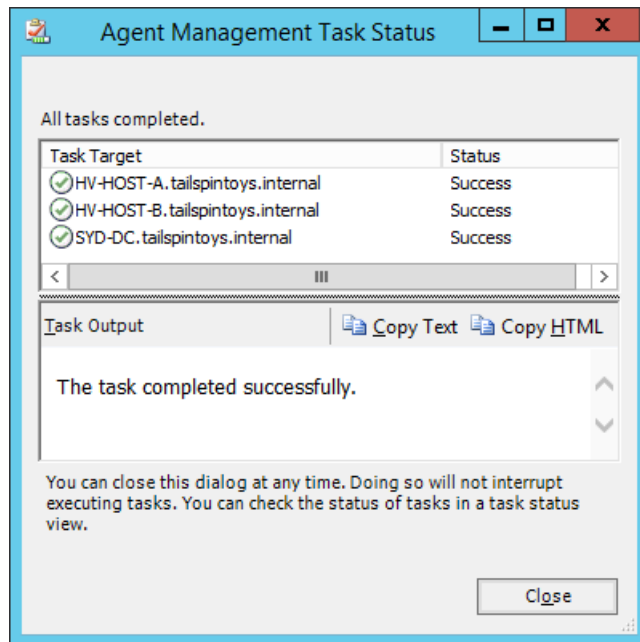 Agent Management Task Status
All tasks completed.
Task Target Status
HV-HOST-A.tailspintoys.internal Success
HV-HOST-B.tailspintoys.internal Success
SYD-DC.tailspintoys.internal Success
Task Output Copy Text Copy HTML
The task completed successfully.
You can close this dialog at any time. Doing so will not interrupt
executing tasks. You can check the status of tasks in a task status
view.
Close